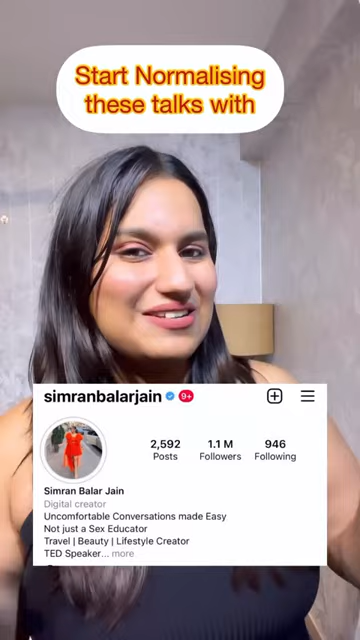 Start Normalising
these talks with
simranbalarjain 9+
2,592 1.1 M 946
Posts Followers Following
Simran Balar Jain
Digital creator
Uncomfortable Conversations made Easy
Not just a Sex Educator
Travel | Beauty | Lifestyle Creator
TED Speaker... more